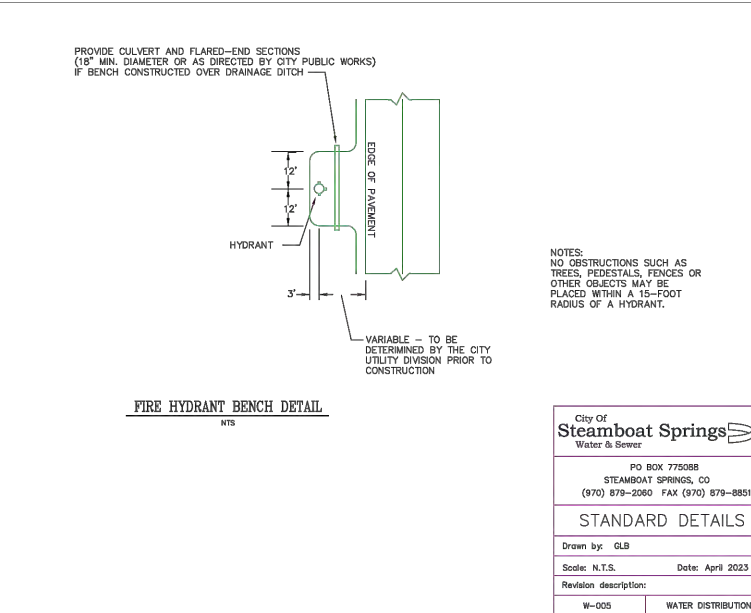 PROVIDE CULVERT AND FLARED-END SECTIONS
(18" MIN. DIAMETER OR AS DIRECTED BY CITY PUBLIC WORKS)
IF BENCH CONSTRUCTED OVER DRAINAGE DITCH
EDGE OF PAVEMENT
12'
12'
HYDRANT
3'
VARIABLE - TO BE
DETERIMINED BY THE CITY
UTILITY DIVISION PRIOR TO
CONSTRUCTION
NOTES:
NO OBSTRUCTIONS SUCH AS
TREES, PEDESTALS, FENCES OR
OTHER OBJECTS MAY BE
PLACED WITHIN A 15-FOOT
RADIUS OF A HYDRANT.
FIRE HYDRANT BENCH DETAIL
NTS
City Of
Steamboat Springs
Water & Sewer
PO BOX 775088
STEAMBOAT SPRINGS, CO
(970) 879-2060 FAX (970) 879-8851
STANDARD DETAILS
Drawn by: GLB
Scale: N.T.S. Date: April 2023
Revision description:
W-005 WATER DISTRIBUTION